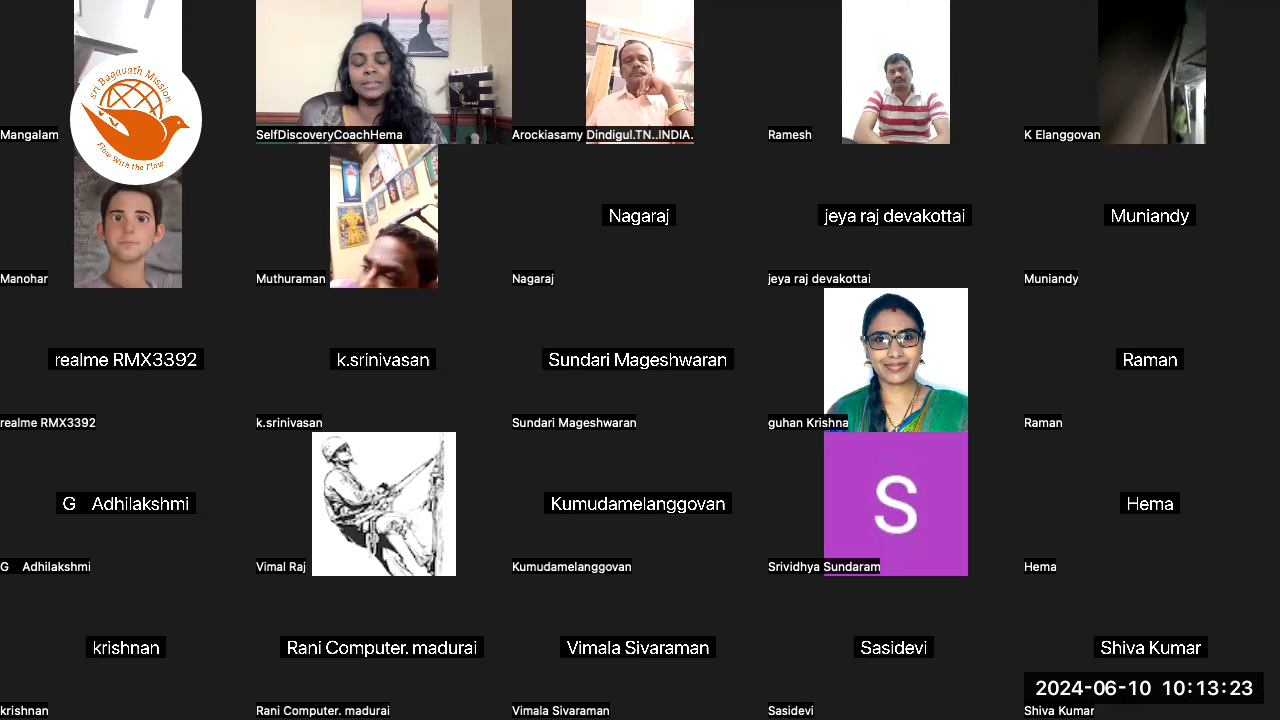 sri Bagavath Mission
Flow With the Flow
Mangalam
SelfDiscoveryCoachHema
Arockiasamy Dindigul.TN..INDIA.
Ramesh
K Elanggovan
Nagaraj
jeya raj devakottai
Muniandy
Manohar
Muthuraman
Nagaraj
jeya raj devakottai
Muniandy
realme RMX3392
k.srinivasan
Sundari Mageshwaran
Raman
realme RMX3392
k.srinivasan
Sundari Mageshwaran
guhan Krishna
Raman
G Adhilakshmi
Kumudamelanggovan
S
Hema
G Adhilakshmi
Vimal Raj
Kumudamelanggovan
Srividhya Sundaram
Hema
krishnan
Rani Computer. madurai
Vimala Sivaraman
Sasidevi
Shiva Kumar
2024-06-10 10:13:23
krishnan
Rani Computer. madurai
Vimala Sivaraman
Sasidevi
Shiva Kumar